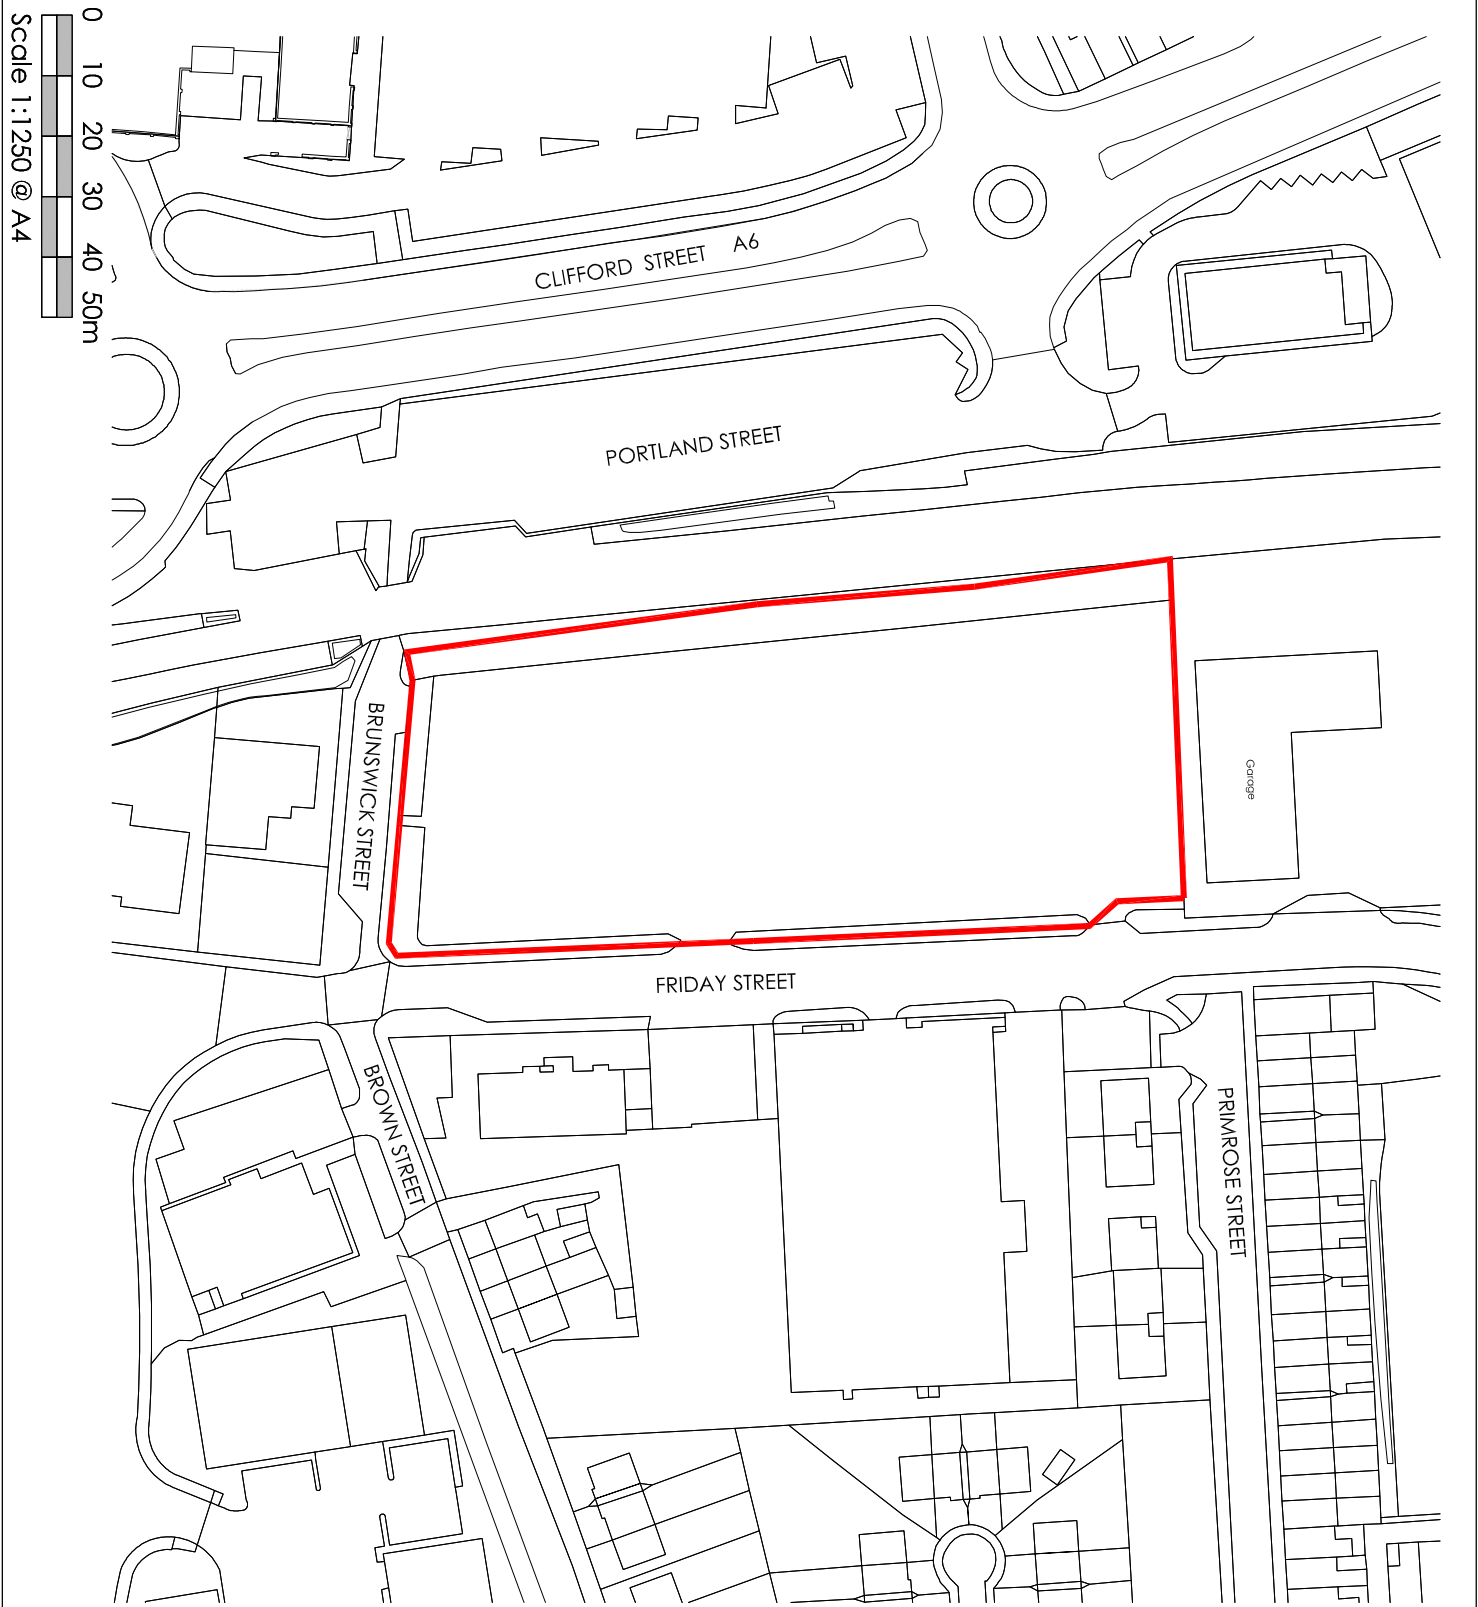 0 10 20 30 40 50m
Scale 1:1250 @ A4
CLIFFORD STREET A6
PORTLAND STREET
BRUNSWICK STREET
Garage
FRIDAY STREET
BROWN STREET
PRIMROSE STREET